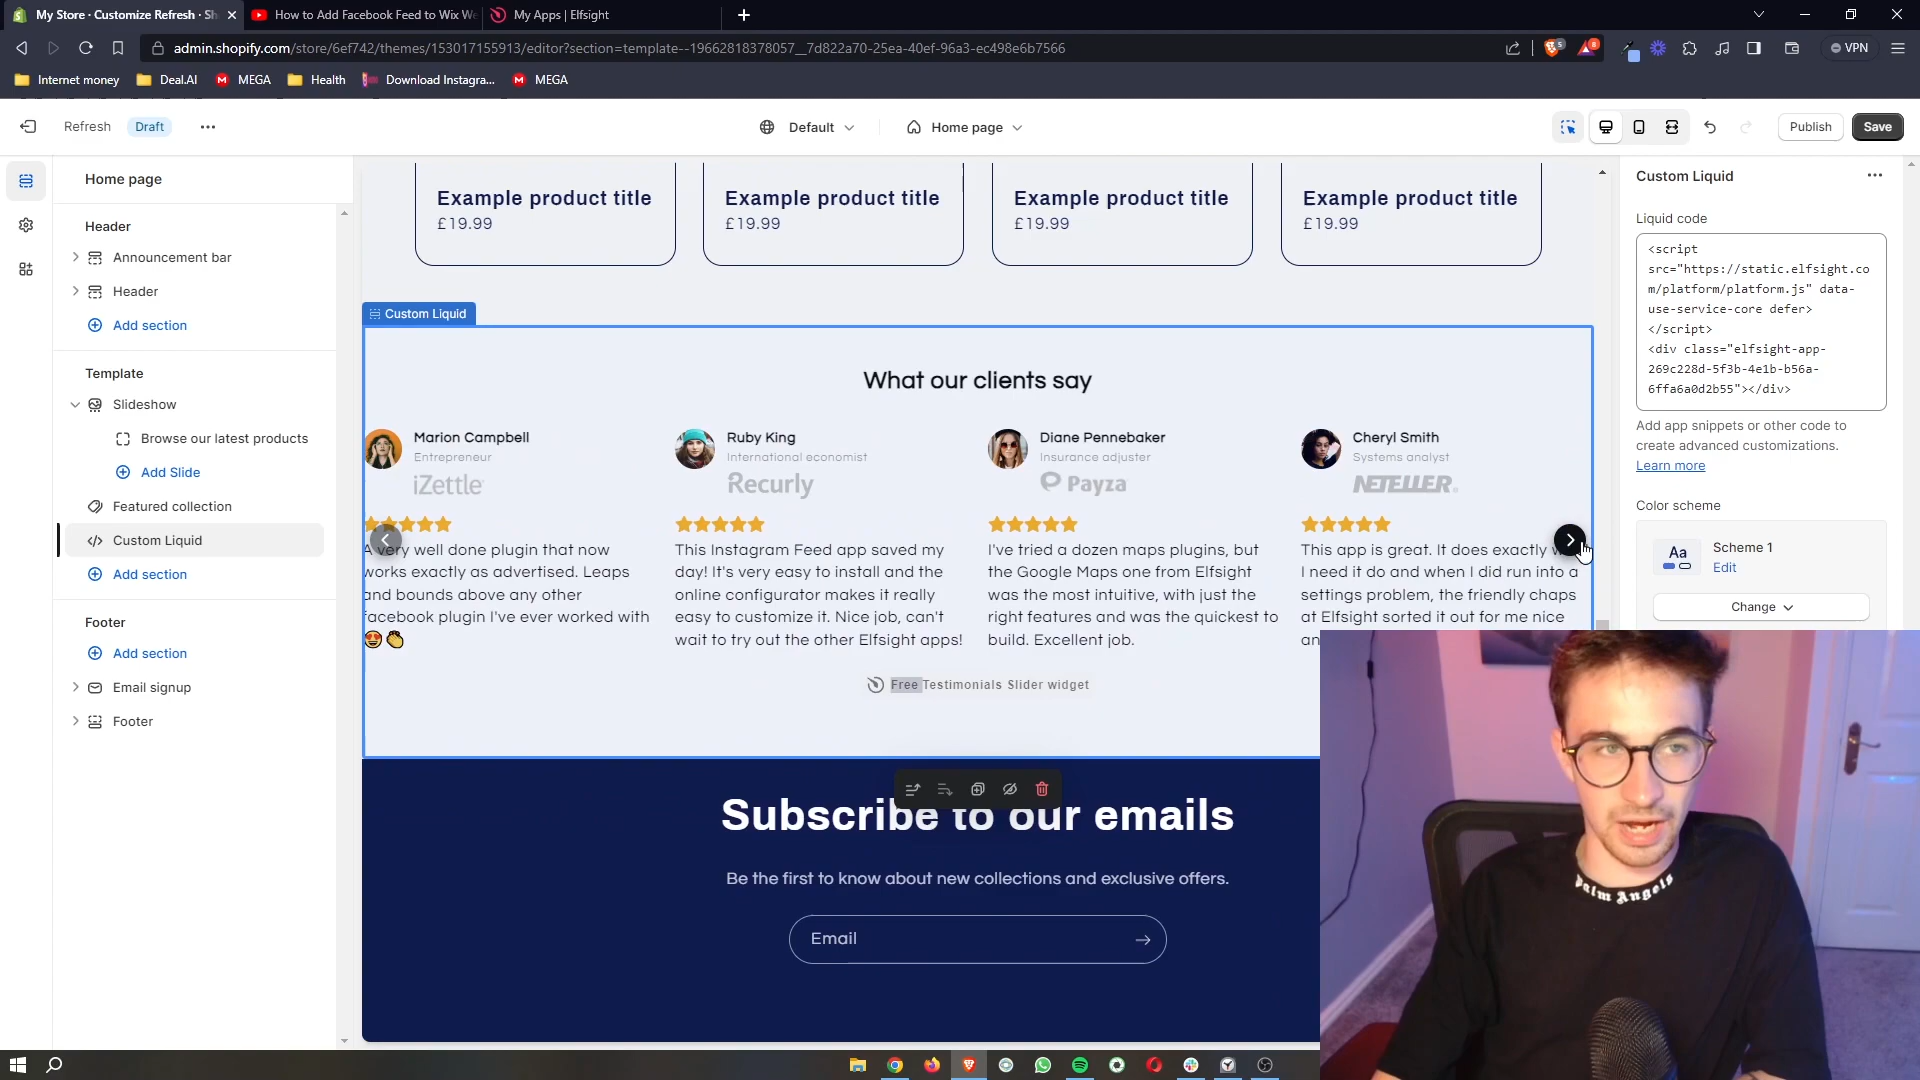 My Store · Customize Refresh · Sh
How to Add Facebook Feed to Wix We
My Apps | Elfsight
admin.shopify.com/store/6ef742/themes/153017155913/editor?section=template--19662818378057__7d822a70-25ea-40ef-96a3-ec498e6b7566
VPN
Internet money
Deal.AI
MEGA
Health
Download Instagra...
MEGA
Refresh
Draft
Default
Home page
Publish
Save
Home page
Header
Announcement bar
Header
Add section
Template
Slideshow
Browse our latest products
Add Slide
Featured collection
Custom Liquid
Add section
Footer
Add section
Email signup
Footer
Example product title
£19.99
Example product title
£19.99
Example product title
£19.99
Example product title
£19.99
Custom Liquid
What our clients say
Marion Campbell
Entrepreneur
iZettle
A very well done plugin that now
works exactly as advertised. Leaps
and bounds above any other
facebook plugin I've ever worked with
Ruby King
International economist
Recurly
This Instagram Feed app saved my
day! It's very easy to install and the
online configurator makes it really
easy to customize it. Nice job, can't
wait to try out the other Elfsight apps!
Diane Pennebaker
Insurance adjuster
Payza
I've tried a dozen maps plugins, but
the Google Maps one from Elfsight
was the most intuitive, with just the
right features and was the quickest to
build. Excellent job.
Cheryl Smith
Systems analyst
NETELLER
This app is great. It does exactly
I need it do and when I did run into a
settings problem, the friendly chaps
at Elfsight sorted it out for me nice
an
Free Testimonials Slider widget
Subscribe to our emails
Be the first to know about new collections and exclusive offers.
Email
Custom Liquid
Liquid code
<script
src="https://static.elfsight.co
m/platform/platform.js" data-
use-service-core defer>
</script>
<div class="elfsight-app-
269c228d-5f3b-4e1b-b56a-
6ffa6a0d2b55"></div>
Add app snippets or other code to
create advanced customizations.
Learn more
Color scheme
Aa
Scheme 1
Edit
Change
Palm Angels